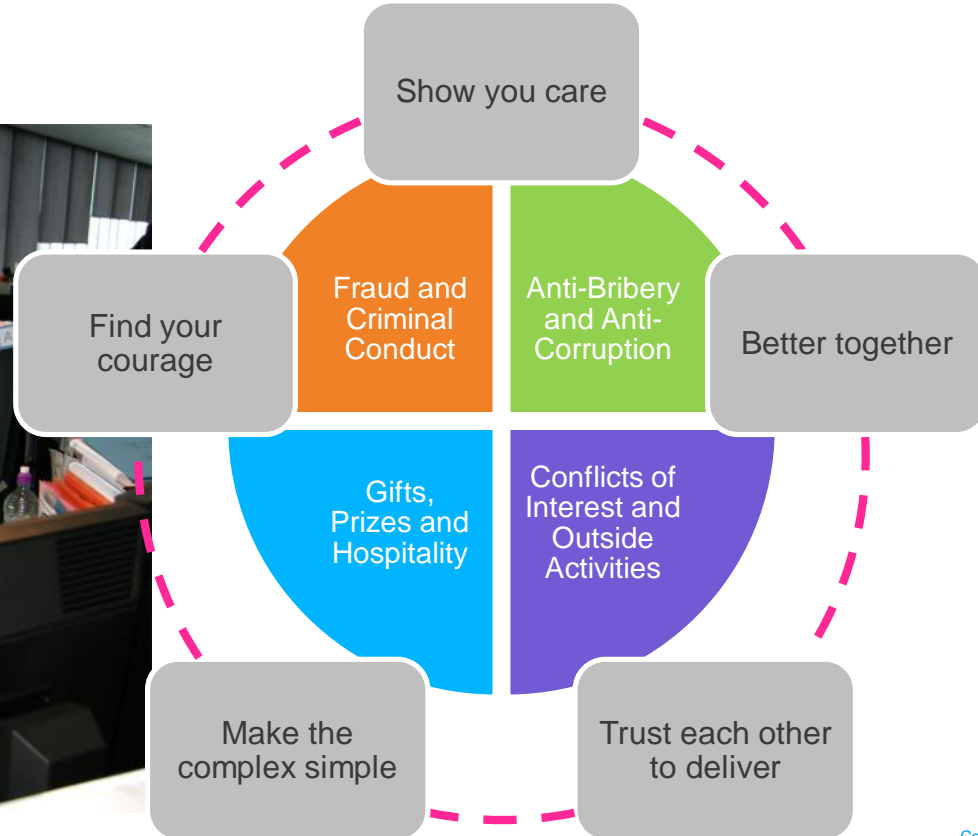 Show you care
Fraud and
Criminal
Conduct
Anti-Bribery
and Anti-
Corruption
Find your
courage
Better together
Gifts,
Prizes and
Hospitality
Conflicts of
Interest and
Outside
Activities
Make the
complex simple
Trust each other
to deliver